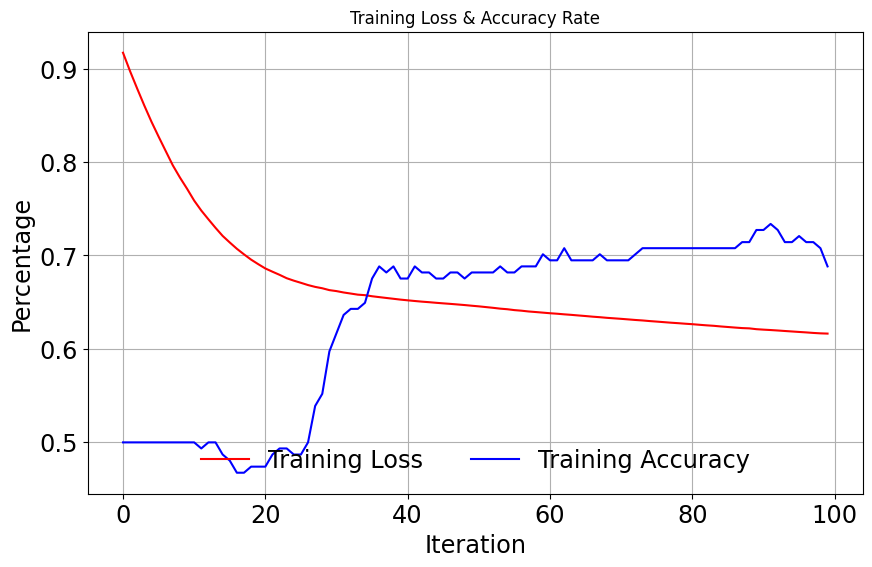 Training Loss & Accuracy Rate
Percentage
0.9
0.8
0.7
0.6
0.5
Training Loss
Training Accuracy
0 20 40 60 80 100
Iteration